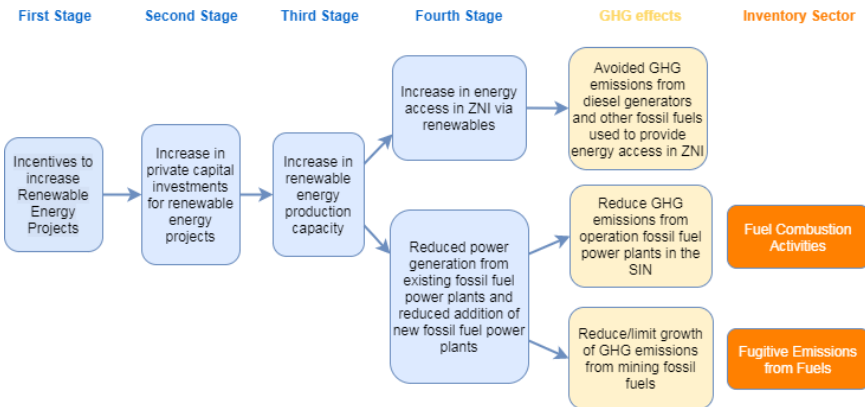 First Stage
Second Stage
Third Stage
Fourth Stage
GHG effects
Inventory Sector
Incentives to
increase
Renewable
Energy
Projects
Increase in
private capital
investments
for renewable
energy
projects
Increase in
renewable
energy
production
capacity
Increase in energy
access in ZNI via
renewables
Avoided GHG
emissions from
diesel generators
and other fossil fuels
used to provide
energy access in ZNI
Reduced power
generation from
existing fossil fuel
power plants and
reduced addition of
new fossil fuel power
plants
Reduce GHG
emissions from
operation fossil fuel
power plants in the
SIN
Fuel Combustion
Activities
Reduce/limit growth
of GHG emissions
from mining fossil
fuels
Fugitive Emissions
from Fuels